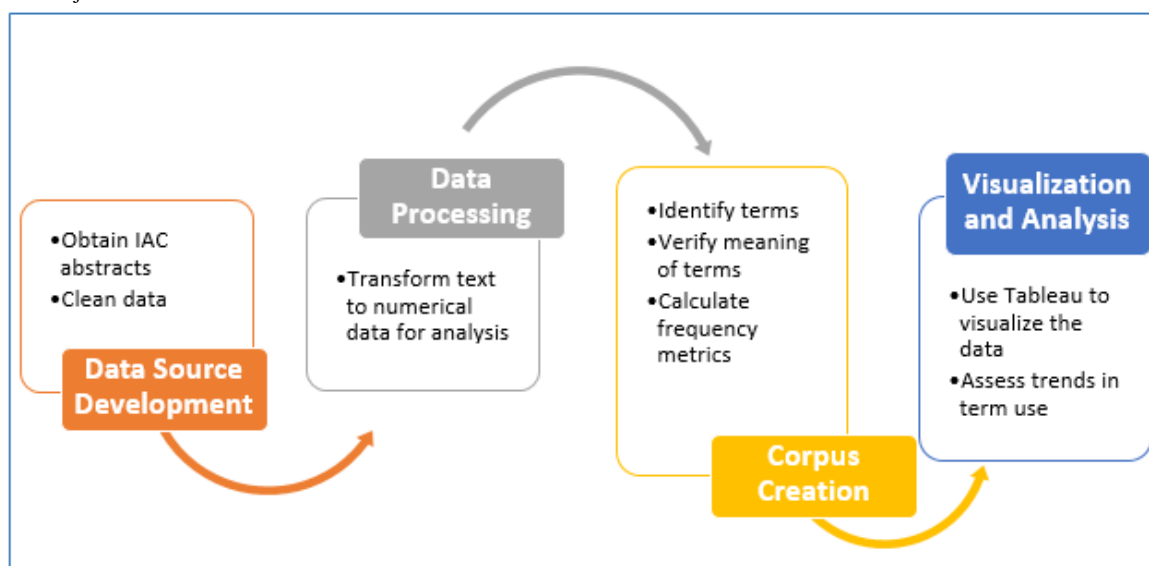 •Obtain IAC
abstracts
•Clean data
Data Source
Development
Data
Processing
•Transform text
to numerical
data for analysis
•Identify terms
•Verify meaning
of terms
•Calculate
frequency
metrics
Corpus
Creation
Visualization
and Analysis
•Use Tableau to
visualize the
data
•Assess trends in
term use